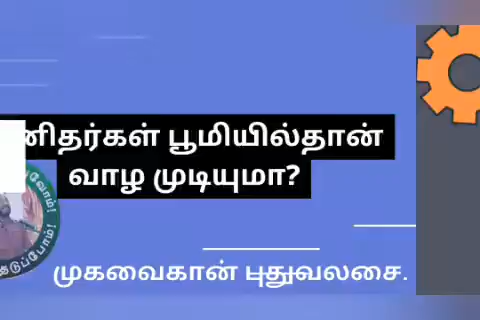 னிதர்கள் பூமியில்தான்
வாழ முடியுமா?
முகவைகான் புதுவலசை.